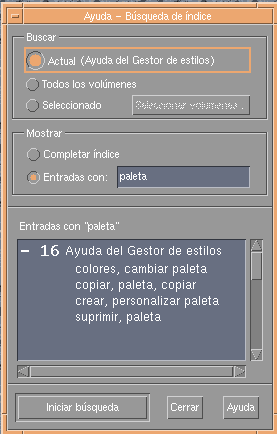 Ayuda – Búsqueda de índice
Buscar
Actual (Ayuda del Gestor de estilos)
Todos los volúmenes
Seleccionado
Seleccionar volúmenes...
Mostrar
Completar índice
Entradas con: paleta
Entradas con "paleta"
– 16 Ayuda del Gestor de estilos
colores, cambiar paleta
copiar, paleta, copiar
crear, personalizar paleta
suprimir, paleta
Iniciar búsqueda Cerrar Ayuda